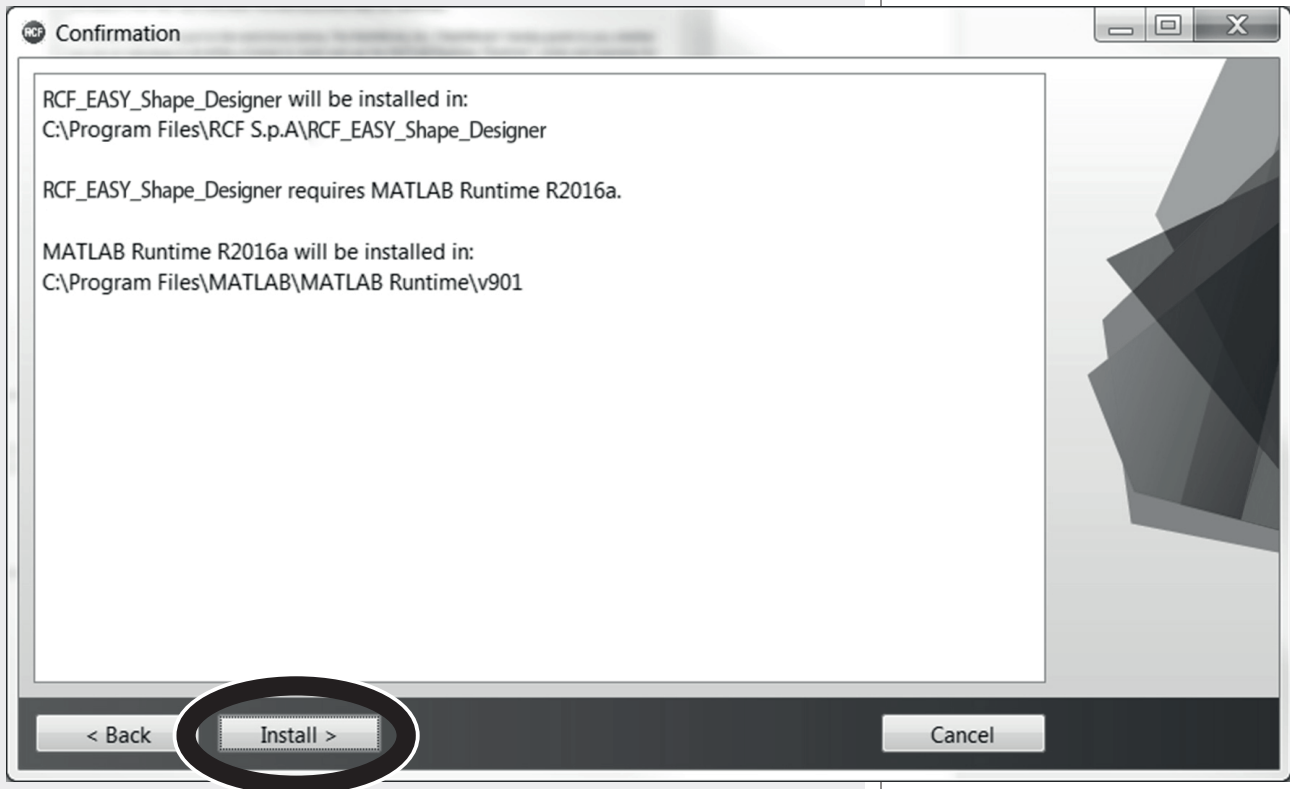 RCF
Confirmation
X
RCF_EASY_Shape_Designer will be installed in:
C:\Program Files\RCF S.p.A\RCF_EASY_Shape_Designer
RCF_EASY_Shape_Designer requires MATLAB Runtime R2016a.
MATLAB Runtime R2016a will be installed in:
C:\Program Files\MATLAB\MATLAB Runtime\v901
< Back
Install >
Cancel